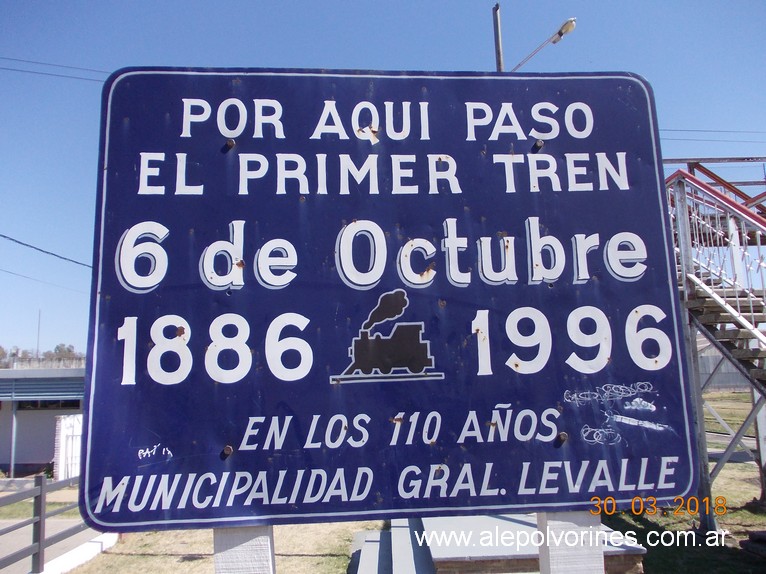 POR AQUI PASO
EL PRIMER TREN
6 de Octubre
1886 1996
EN LOS 110 AÑOS
MUNICIPALIDAD GRAL. LEVALLE
30 03 2018
www.alepolvorines.com.ar